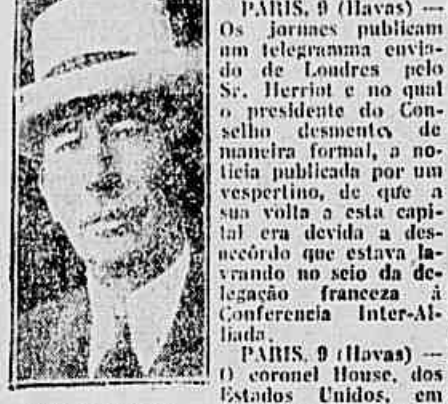 PARIS, 9 (Havas) —
Os jornaes publicam
um telegramma envia-
do de Londres pelo
Sr. Herriot e no qual
o presidente do Con-
selho desmente, de
maneira formal, a no-
ticia publicada por um
vespertino, de que a
sua volta a esta capi-
tal era devida a des-
accôrdo que estava la-
vrando no seio da de-
legação franceza á
Conferencia Inter-Al-
liada.
PARIS, 9 (Havas) —
O coronel House, dos
Estados Unidos, em